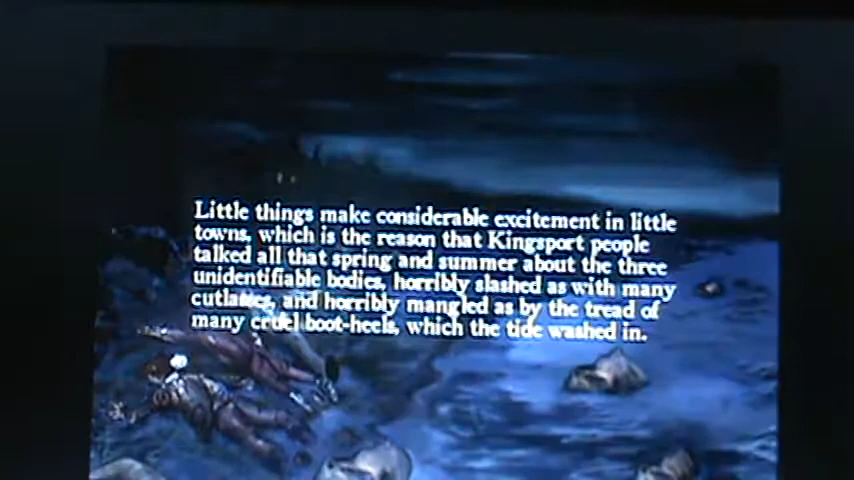 Little things make considerable excitement in little
towns, which is the reason that Kingsport people
talked all that spring and summer about the three
unidentifiable bodies, horribly slashed as with many
cutlasses, and horribly mangled as by the tread of
many cruel boot-heels, which the tide washed in.